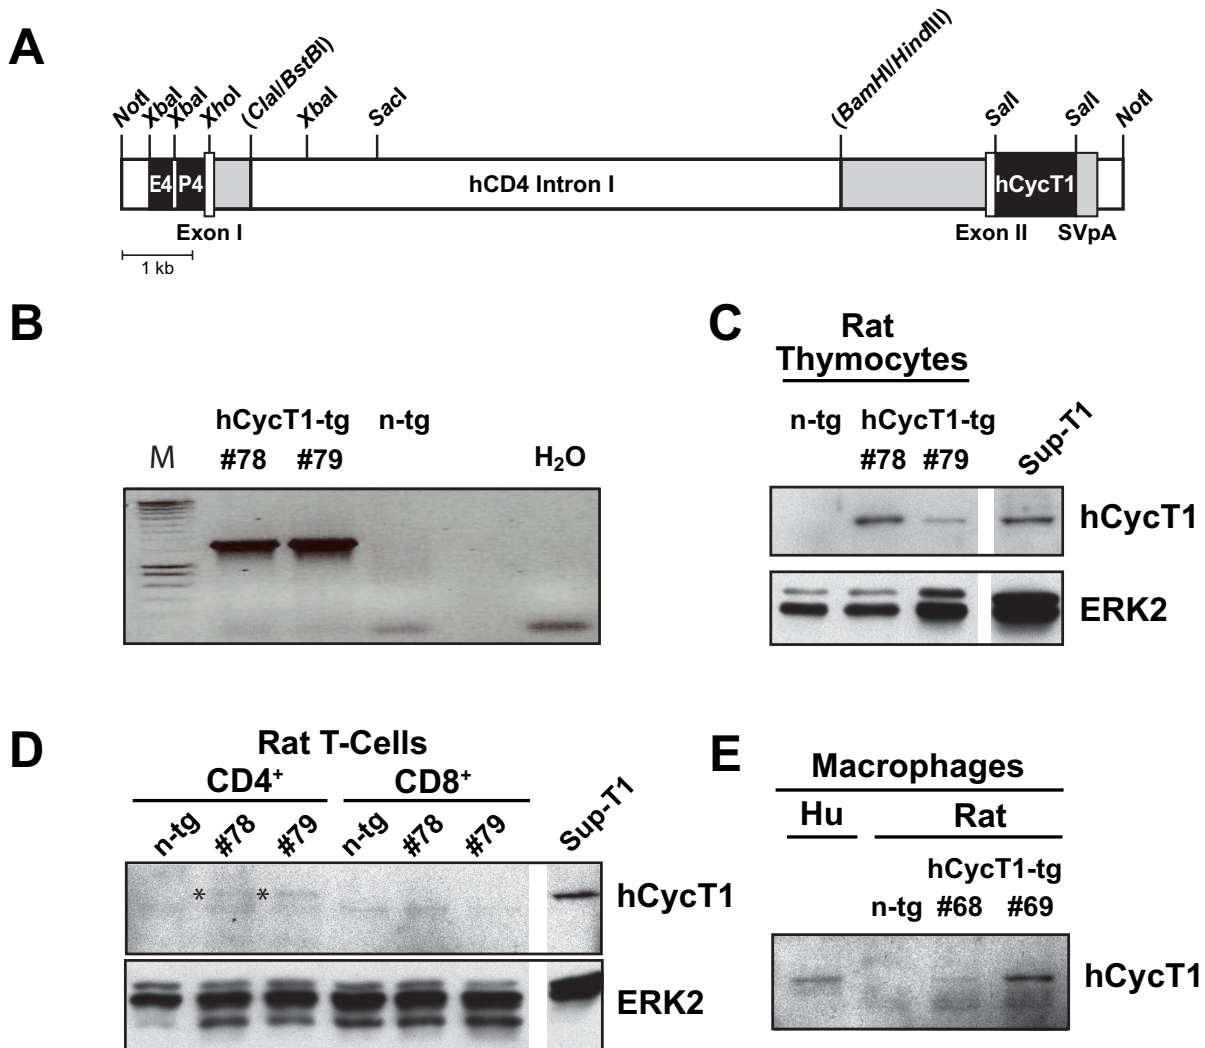 A
NotI XbaI XbaI XhoI (ClaI/BstBI) XbaI SacI (BamHI/HindIII) SalI SalI NotI
E4 P4 hCD4 Intron I hCycT1
Exon I Exon II SVpA
1 kb
B
hCycT1-tg n-tg
M #78 #79 H₂O
C
Rat
Thymocytes
n-tg hCycT1-tg
#78 #79 Sup-T1
hCycT1
ERK2
D
Rat T-Cells
CD4⁺ CD8⁺
n-tg #78 #79 n-tg #78 #79 Sup-T1
* * hCycT1
ERK2
E
Macrophages
Hu Rat
hCycT1-tg
n-tg #68 #69
hCycT1